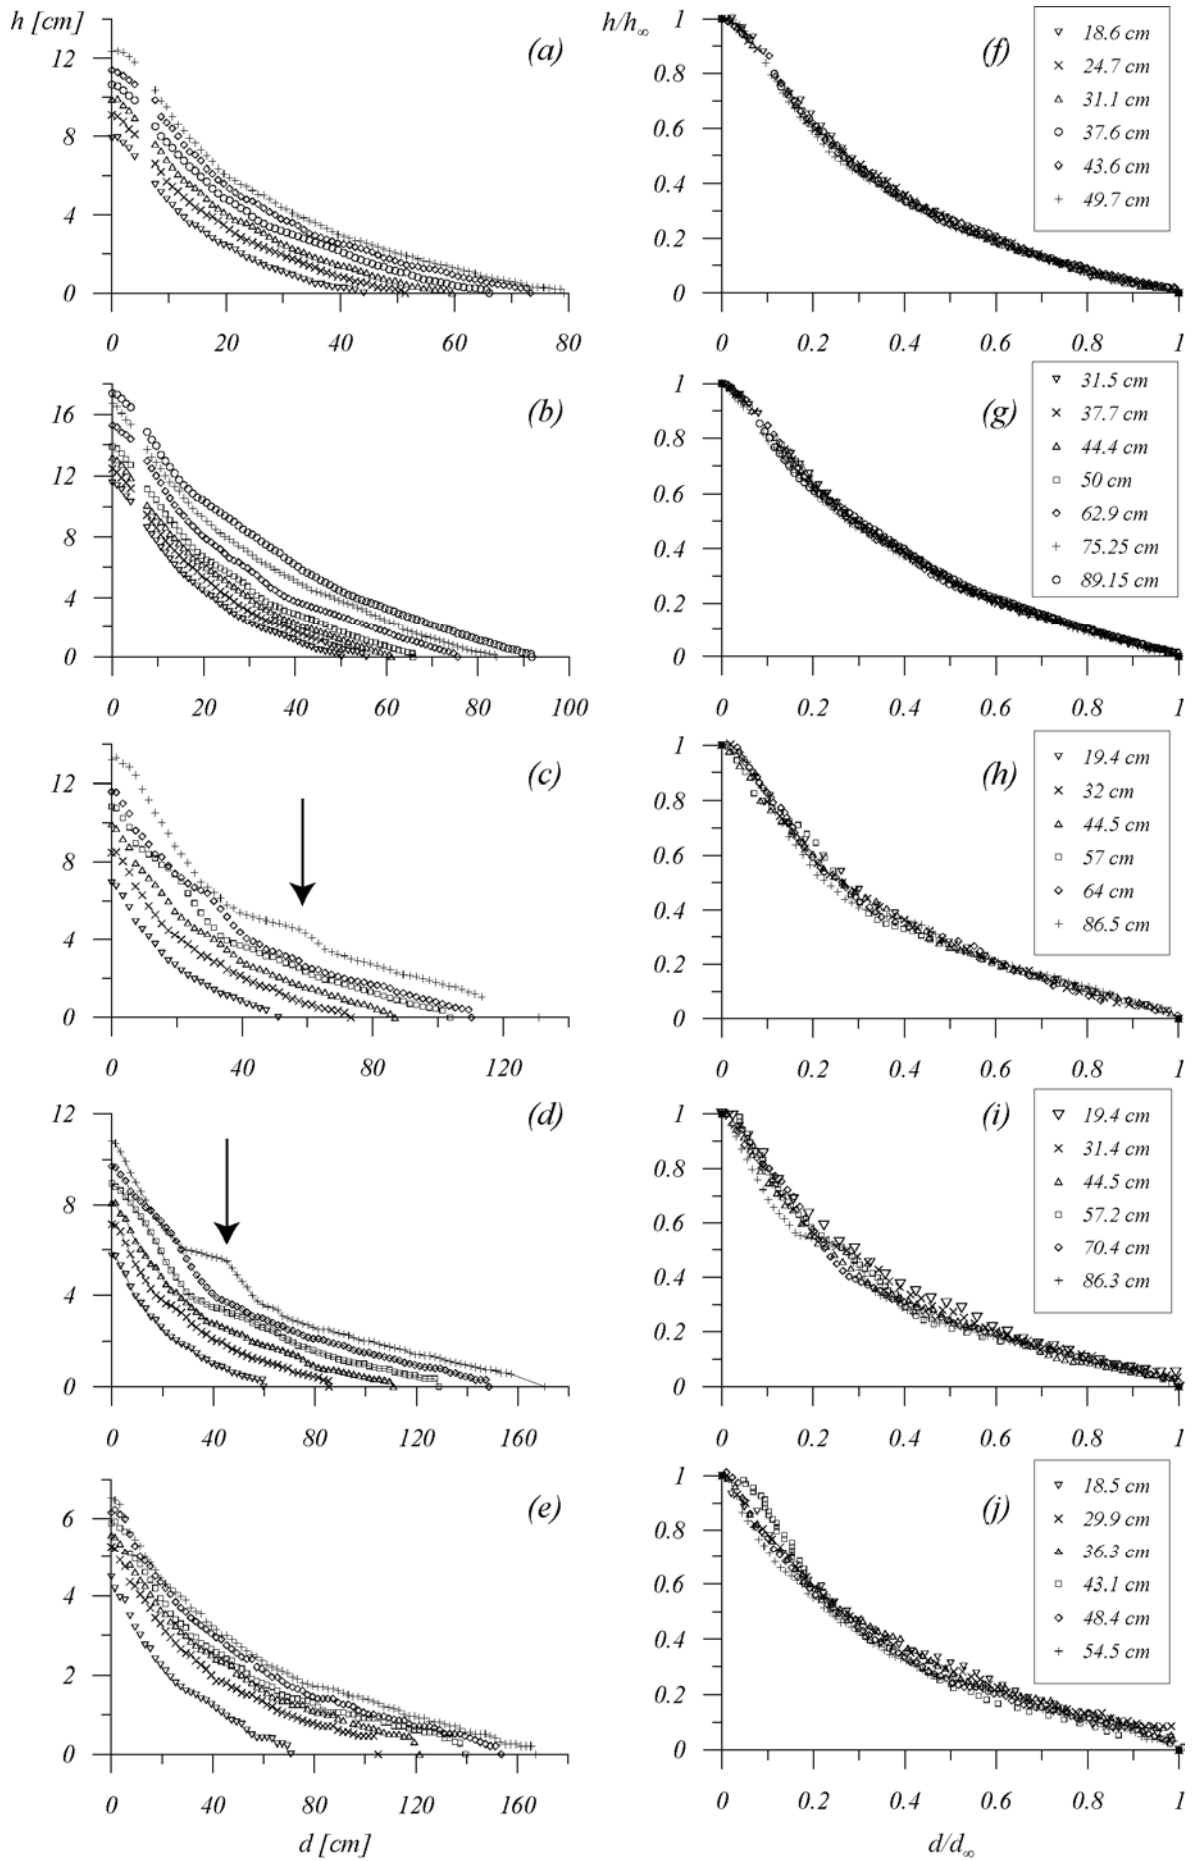 h [cm]
12
8
4
0
0 20 40 60 80
(a)
h/h∞
1
0.8
0.6
0.4
0.2
0
0 0.2 0.4 0.6 0.8 1
(f)
18.6 cm
24.7 cm
31.1 cm
37.6 cm
43.6 cm
49.7 cm
16
12
8
4
0
0 20 40 60 80 100
(b)
1
0.8
0.6
0.4
0.2
0
0 0.2 0.4 0.6 0.8 1
(g)
31.5 cm
37.7 cm
44.4 cm
50 cm
62.9 cm
75.25 cm
89.15 cm
12
8
4
0
0 40 80 120
(c)
1
0.8
0.6
0.4
0.2
0
0 0.2 0.4 0.6 0.8 1
(h)
19.4 cm
32 cm
44.5 cm
57 cm
64 cm
86.5 cm
12
8
4
0
0 40 80 120 160
(d)
1
0.8
0.6
0.4
0.2
0
0 0.2 0.4 0.6 0.8 1
(i)
19.4 cm
31.4 cm
44.5 cm
57.2 cm
70.4 cm
86.3 cm
6
4
2
0
0 40 80 120 160
d [cm]
(e)
1
0.8
0.6
0.4
0.2
0
0 0.2 0.4 0.6 0.8 1
d/d∞
(j)
18.5 cm
29.9 cm
36.3 cm
43.1 cm
48.4 cm
54.5 cm